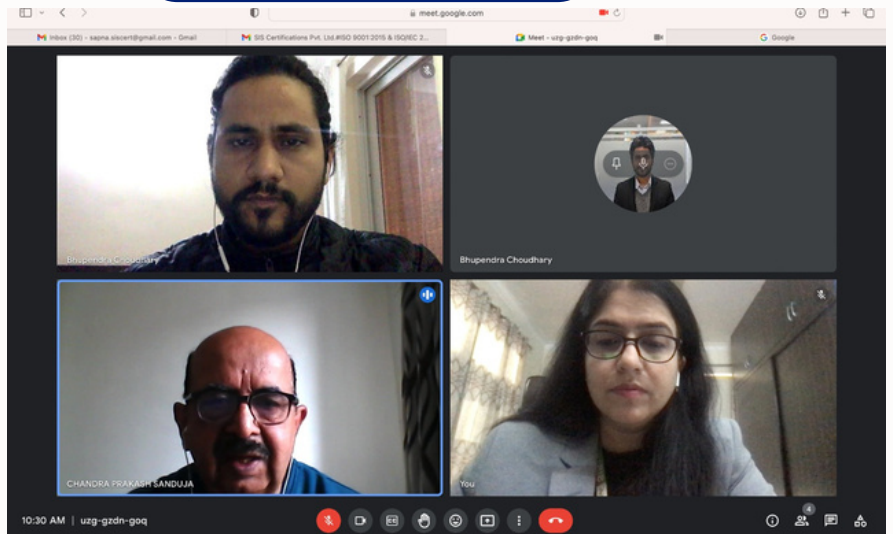 meet.google.com
Inbox (30) - sapna.siscert@gmail.com - Gmail
SIS Certifications Pvt. Ltd.#ISO 9001:2015 & ISO/IEC 2...
Meet - uzg-gzdn-goq
Google
Bhupendra Choudhary
Bhupendra Choudhary
CHANDRA PRAKASH SANDUJA
You
10:30 AM | uzg-gzdn-goq
4